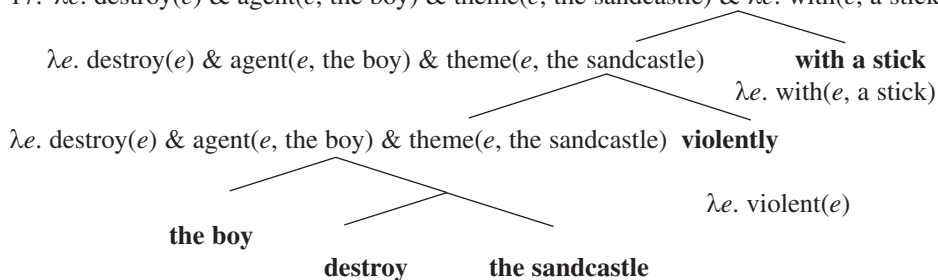 17. λe. destroy(e) & agent(e, the boy) & theme(e, the sandcastle) & λe. with(e, a stick
λe. destroy(e) & agent(e, the boy) & theme(e, the sandcastle) with a stick
λe. with(e, a stick)
λe. destroy(e) & agent(e, the boy) & theme(e, the sandcastle) violently
λe. violent(e)
the boy
destroy the sandcastle